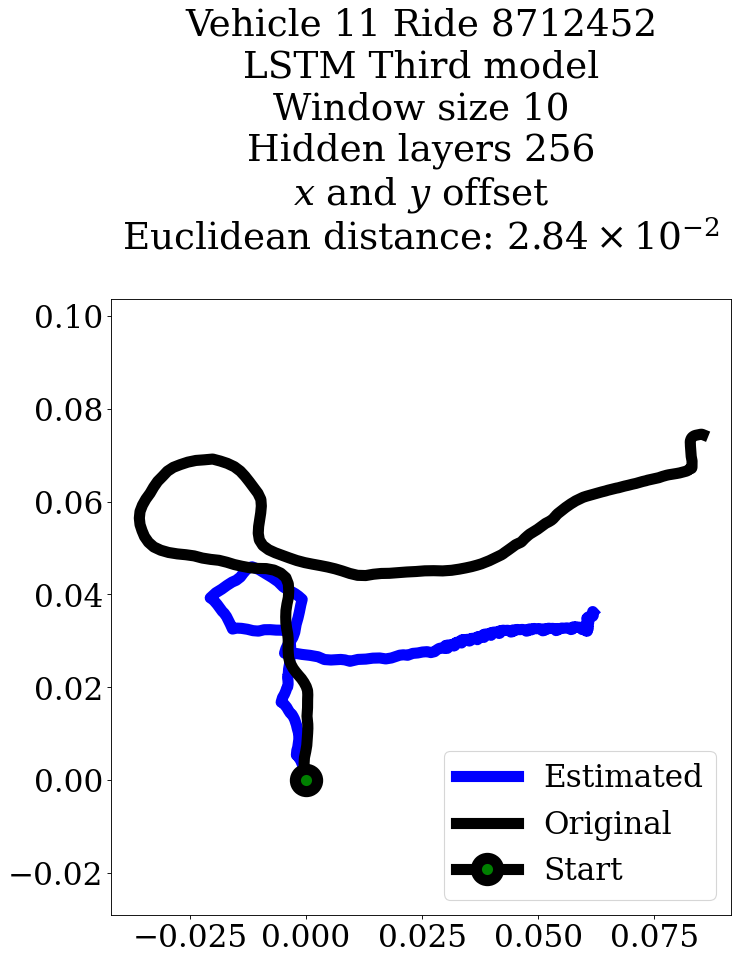 Vehicle 11 Ride 8712452
LSTM Third model
Window size 10
Hidden layers 256
x and y offset
Euclidean distance: 2.84 × 10⁻²
0.10
0.08
0.06
0.04
0.02
0.00
−0.02
Estimated
Original
Start
−0.025 0.000 0.025 0.050 0.075